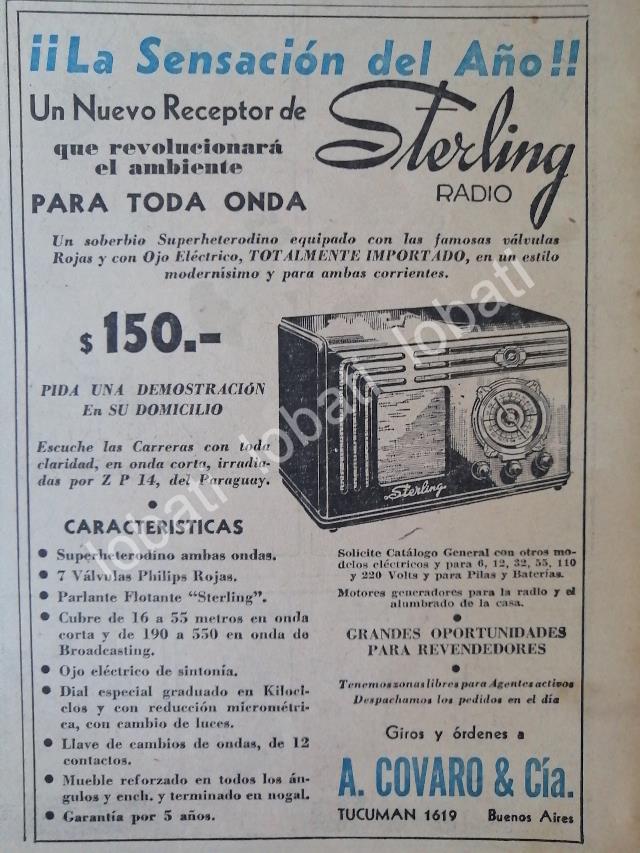 ¡¡La Sensación del Año!!
Un Nuevo Receptor de
Sterling
RADIO
que revolucionará
el ambiente
PARA TODA ONDA
Un soberbio Superheterodino equipado con las famosas válvulas
Rojas y con Ojo Eléctrico, TOTALMENTE IMPORTADO, en un estilo
modernísimo y para ambas corrientes.
$ 150.-
PIDA UNA DEMOSTRACIÓN
En SU DOMICILIO
Escuche las Carreras con toda
claridad, en onda corta, irradia-
das por Z P 14, del Paraguay.
Sterling
lobati lobati lobati lobati
CARACTERISTICAS
● Superheterodino ambas ondas.
● 7 Válvulas Philips Rojas.
● Parlante Flotante “Sterling”.
● Cubre de 16 a 55 metros en onda
corta y de 190 a 550 en onda de
Broadcasting.
● Ojo eléctrico de sintonía.
● Dial especial graduado en Kiloci-
clos y con reducción micrométri-
ca, con cambio de luces.
● Llave de cambios de ondas, de 12
contactos.
● Mueble reforzado en todos los án-
gulos y ench. y terminado en nogal.
● Garantía por 5 años.
Solicite Catálogo General con otros mo-
delos eléctricos y para 6, 12, 32, 55, 110
y 220 Volts y para Pilas y Baterías.
Motores generadores para la radio y el
alumbrado de la casa.
GRANDES OPORTUNIDADES
PARA REVENDEDORES
Tenemos zonas libres para Agentes activos
Despachamos los pedidos en el día
Giros y órdenes a
A. COVARO & Cía.
TUCUMAN 1619 Buenos Aires